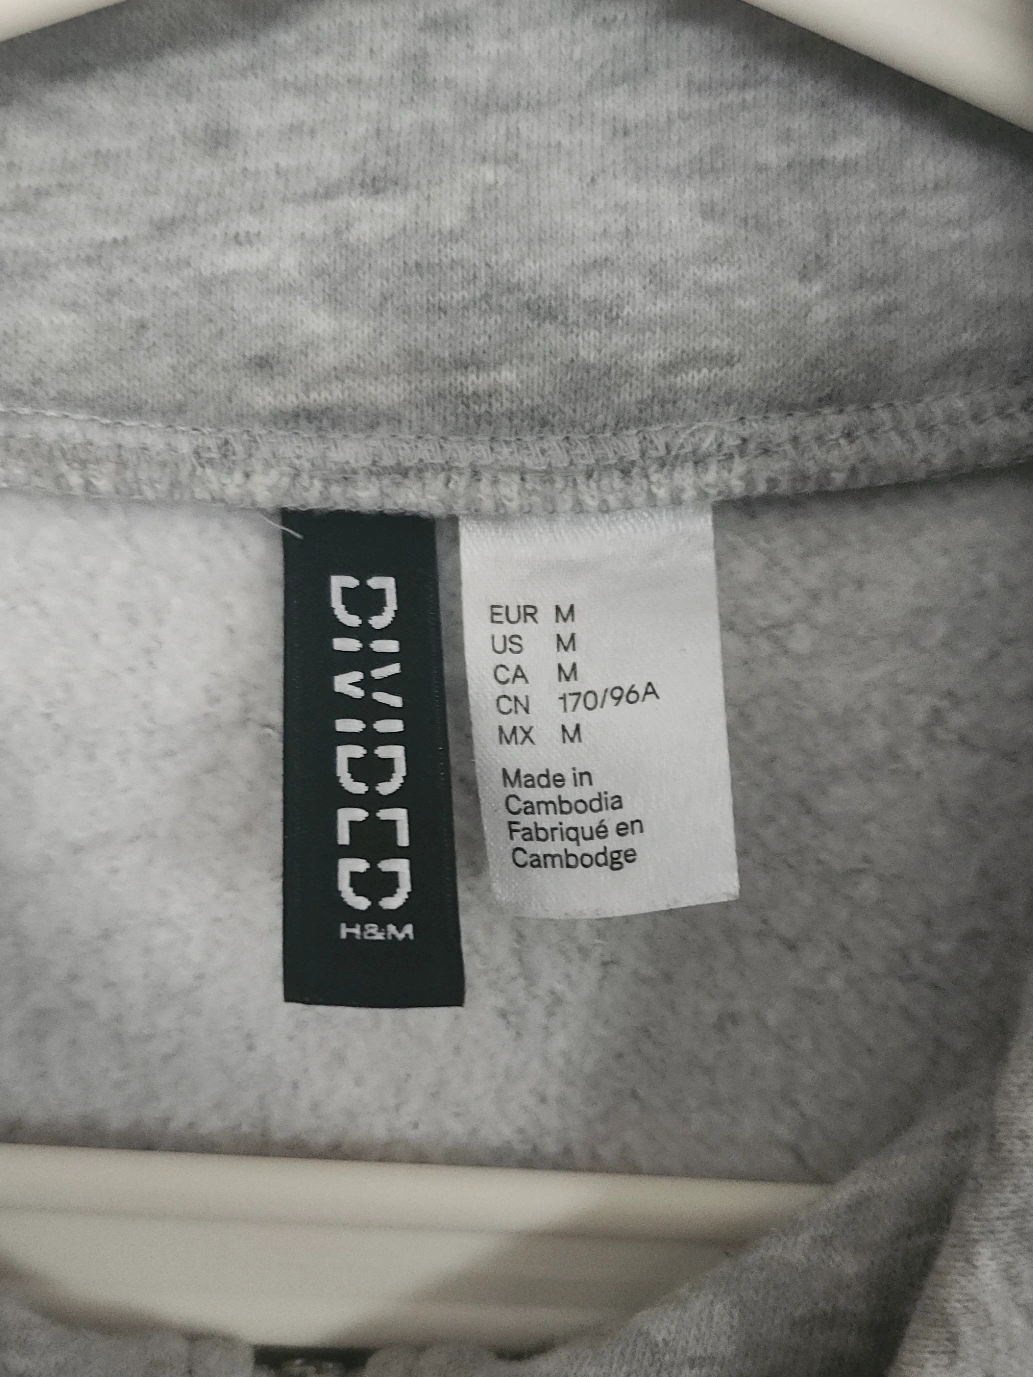 DIVIDED
H&M
EUR M
US M
CA M
CN 170/96A
MX M
Made in
Cambodia
Fabriqué en
Cambodge